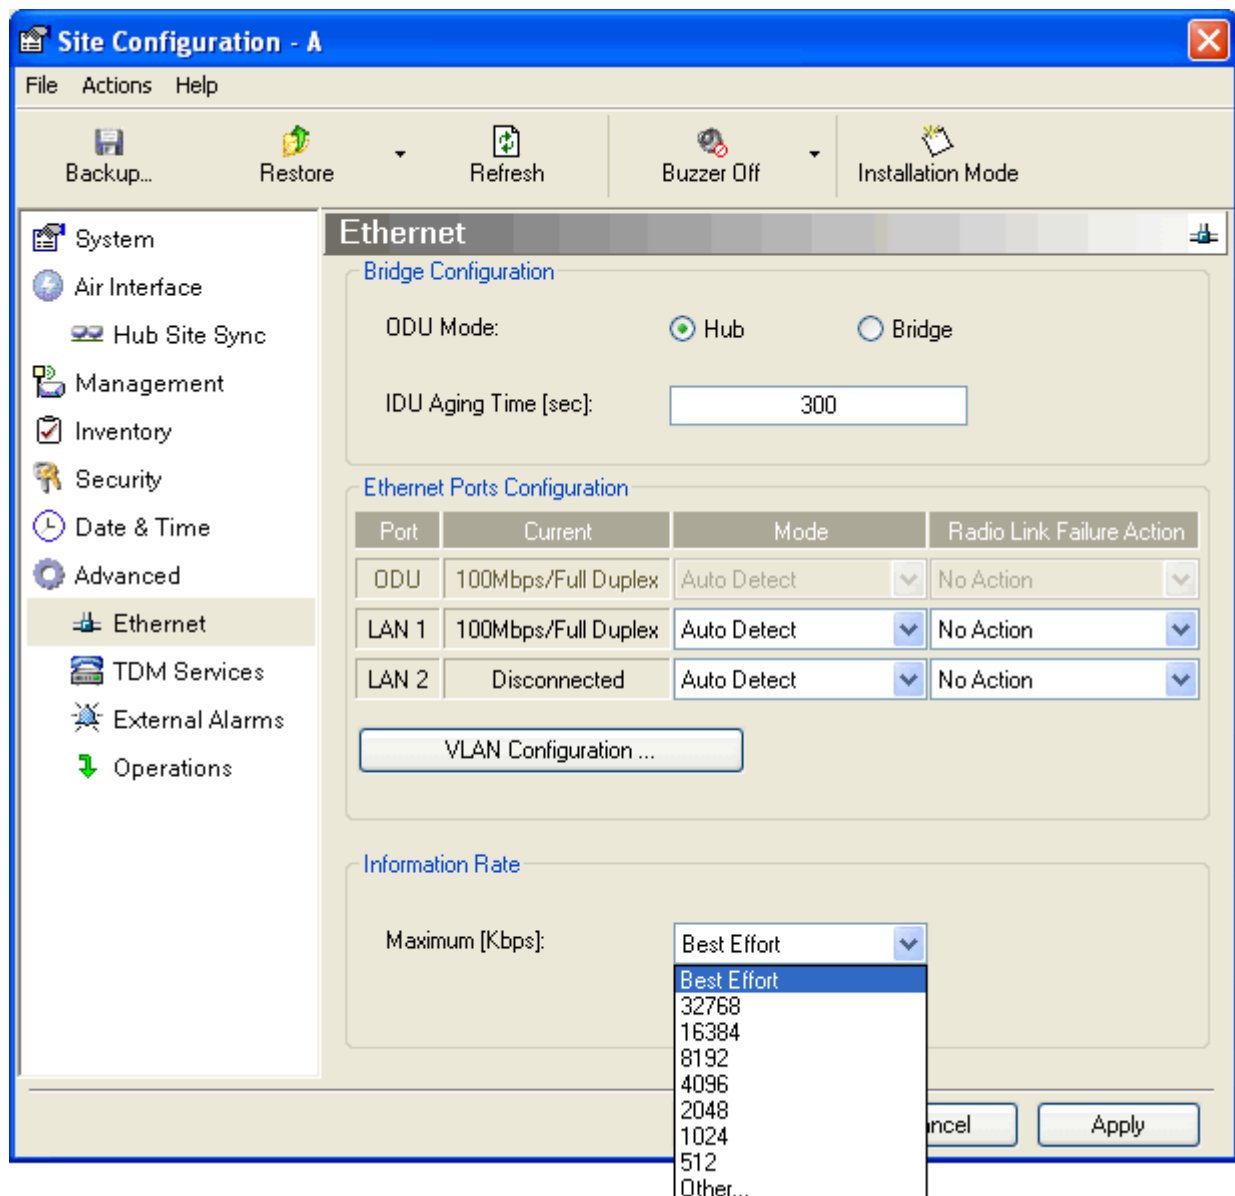 Site Configuration - A
File Actions Help
Backup... Restore Refresh Buzzer Off Installation Mode
System
Air Interface
Hub Site Sync
Management
Inventory
Security
Date & Time
Advanced
Ethernet
TDM Services
External Alarms
Operations
Ethernet
Bridge Configuration
ODU Mode: Hub Bridge
IDU Aging Time [sec]: 300
Ethernet Ports Configuration
Port Current Mode Radio Link Failure Action
ODU 100Mbps/Full Duplex Auto Detect No Action
LAN 1 100Mbps/Full Duplex Auto Detect No Action
LAN 2 Disconnected Auto Detect No Action
VLAN Configuration ...
Information Rate
Maximum [Kbps]: Best Effort
Best Effort
32768
16384
8192
4096
2048
1024
512
Other...
ncel Apply